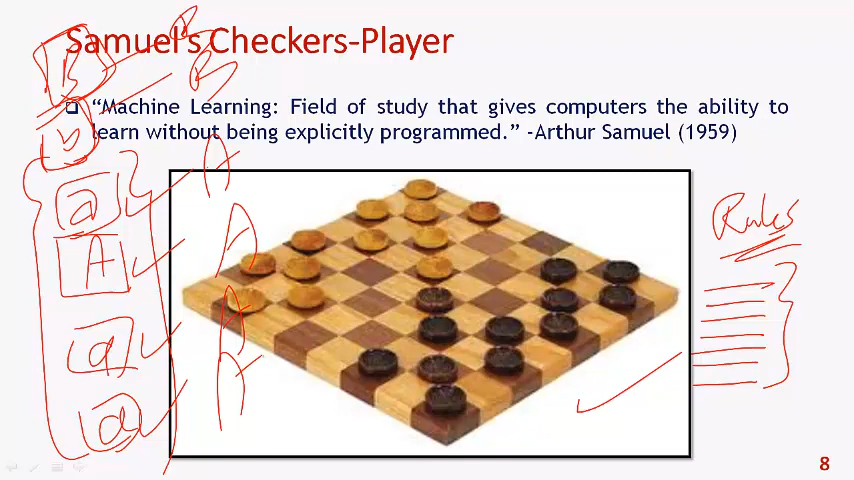 Samuel's Checkers-Player
B
B
B
"Machine Learning: Field of study that gives computers the ability to
learn without being explicitly programmed." -Arthur Samuel (1959)
b
a A
A A
a A
a A
Rules
8